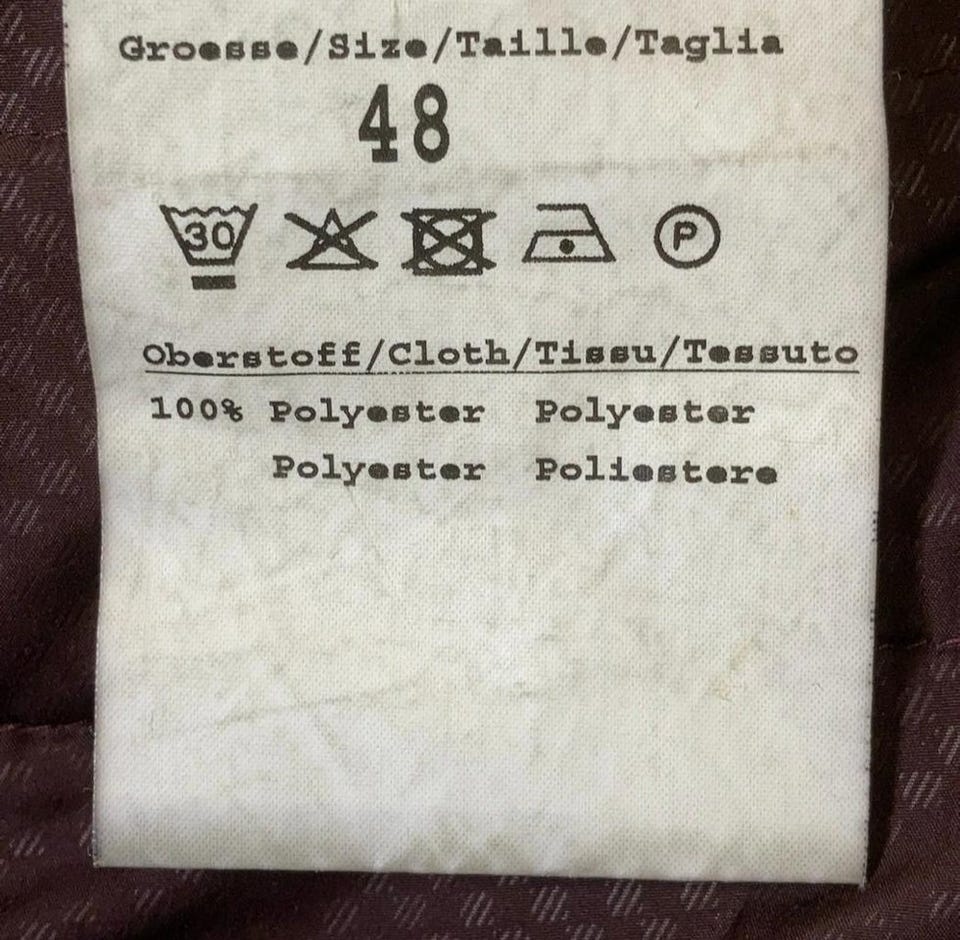 Groesse/Size/Taille/Taglia
48
30 P
Oberstoff/Cloth/Tissu/Tessuto
100% Polyester Polyester
Polyester Poliestere